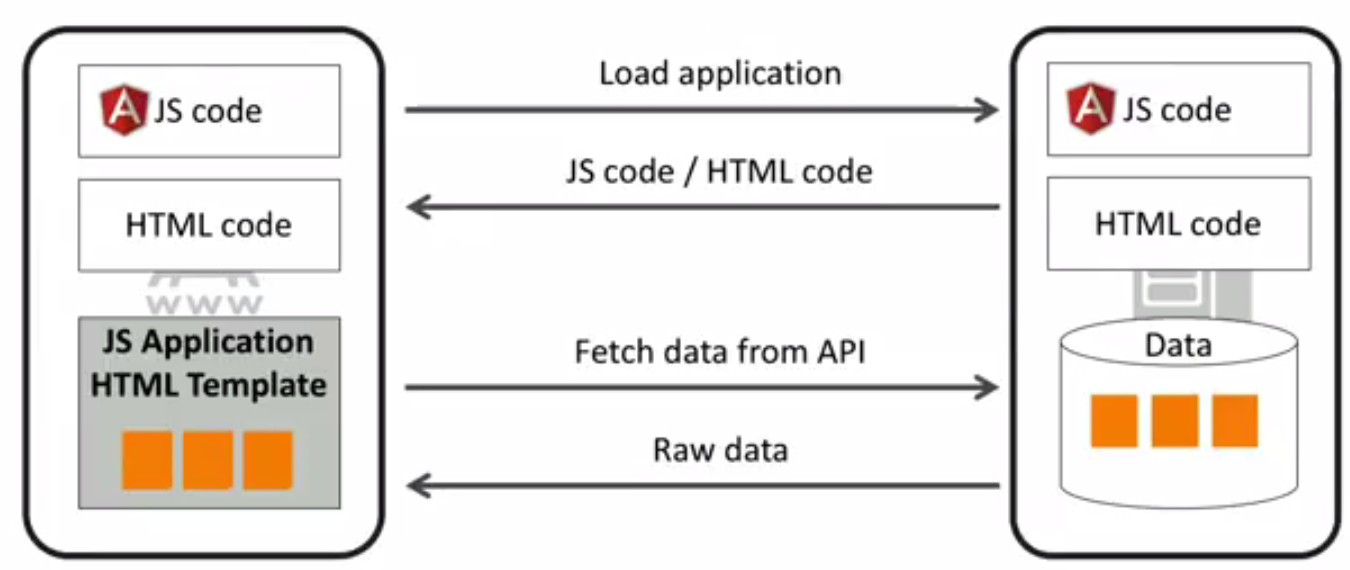 JS code
HTML code
WWW
JS Application
HTML Template
Load application
JS code / HTML code
Fetch data from API
Raw data
JS code
HTML code
Data